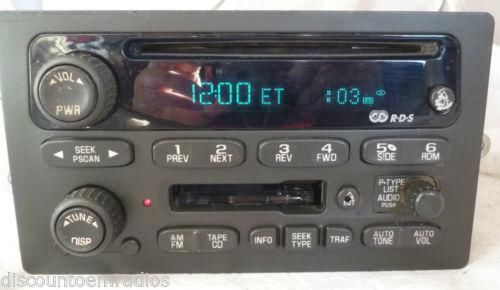 VOL
PWR
12:00 ET :03m
CD R·D·S
SEEK
PSCAN
1
PREV
2
NEXT
3
REV
4
FWD
5
SIDE
6
RDM
TUNE
DISP
P-TYPE
LIST
AUDIO
PUSH
AM
FM
TAPE
CD
INFO
SEEK
TYPE
TRAF
AUTO
TONE
AUTO
VOL
discountoemradios